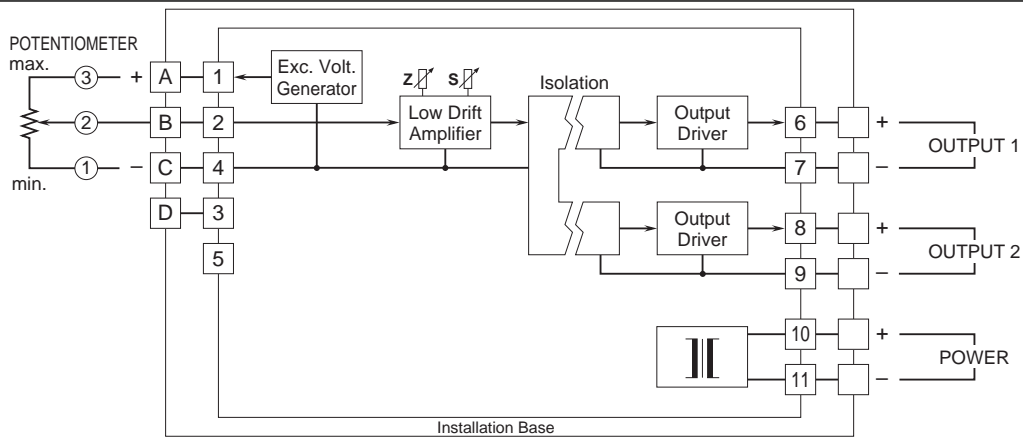 POTENTIOMETER
max.
3 + A 1
Exc. Volt.
Generator
Z S
Isolation
2 B 2
Low Drift
Amplifier
Output
Driver
6 +
OUTPUT 1
1 – C 4
7 –
min.
D 3
Output
Driver
8 +
OUTPUT 2
5
9 –
10 +
POWER
11 –
Installation Base